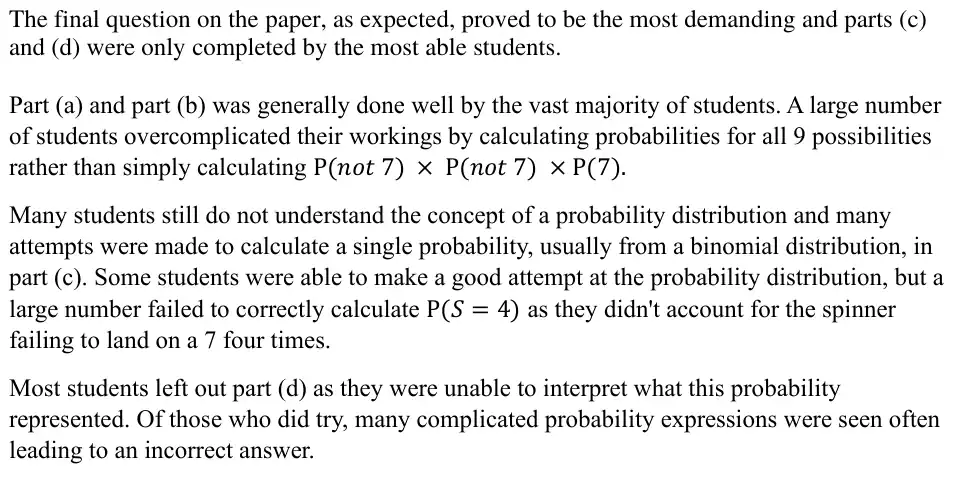 The final question on the paper, as expected, proved to be the most demanding and parts (c)
and (d) were only completed by the most able students.
Part (a) and part (b) was generally done well by the vast majority of students. A large number
of students overcomplicated their workings by calculating probabilities for all 9 possibilities
rather than simply calculating P(not 7) × P(not 7) × P(7).
Many students still do not understand the concept of a probability distribution and many
attempts were made to calculate a single probability, usually from a binomial distribution, in
part (c). Some students were able to make a good attempt at the probability distribution, but a
large number failed to correctly calculate P(S = 4) as they didn't account for the spinner
failing to land on a 7 four times.
Most students left out part (d) as they were unable to interpret what this probability
represented. Of those who did try, many complicated probability expressions were seen often
leading to an incorrect answer.